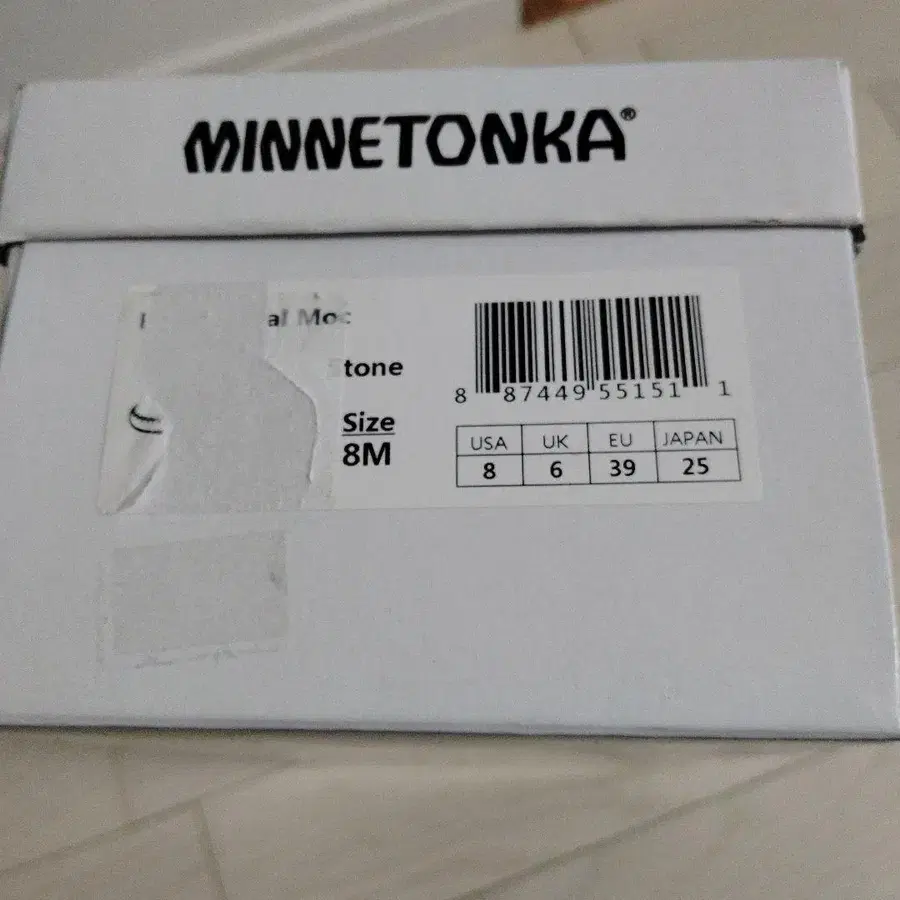 MINNETONKA®
al Moc
tone
Size
8M
8 87449 55151 1
USA UK EU JAPAN
8 6 39 25